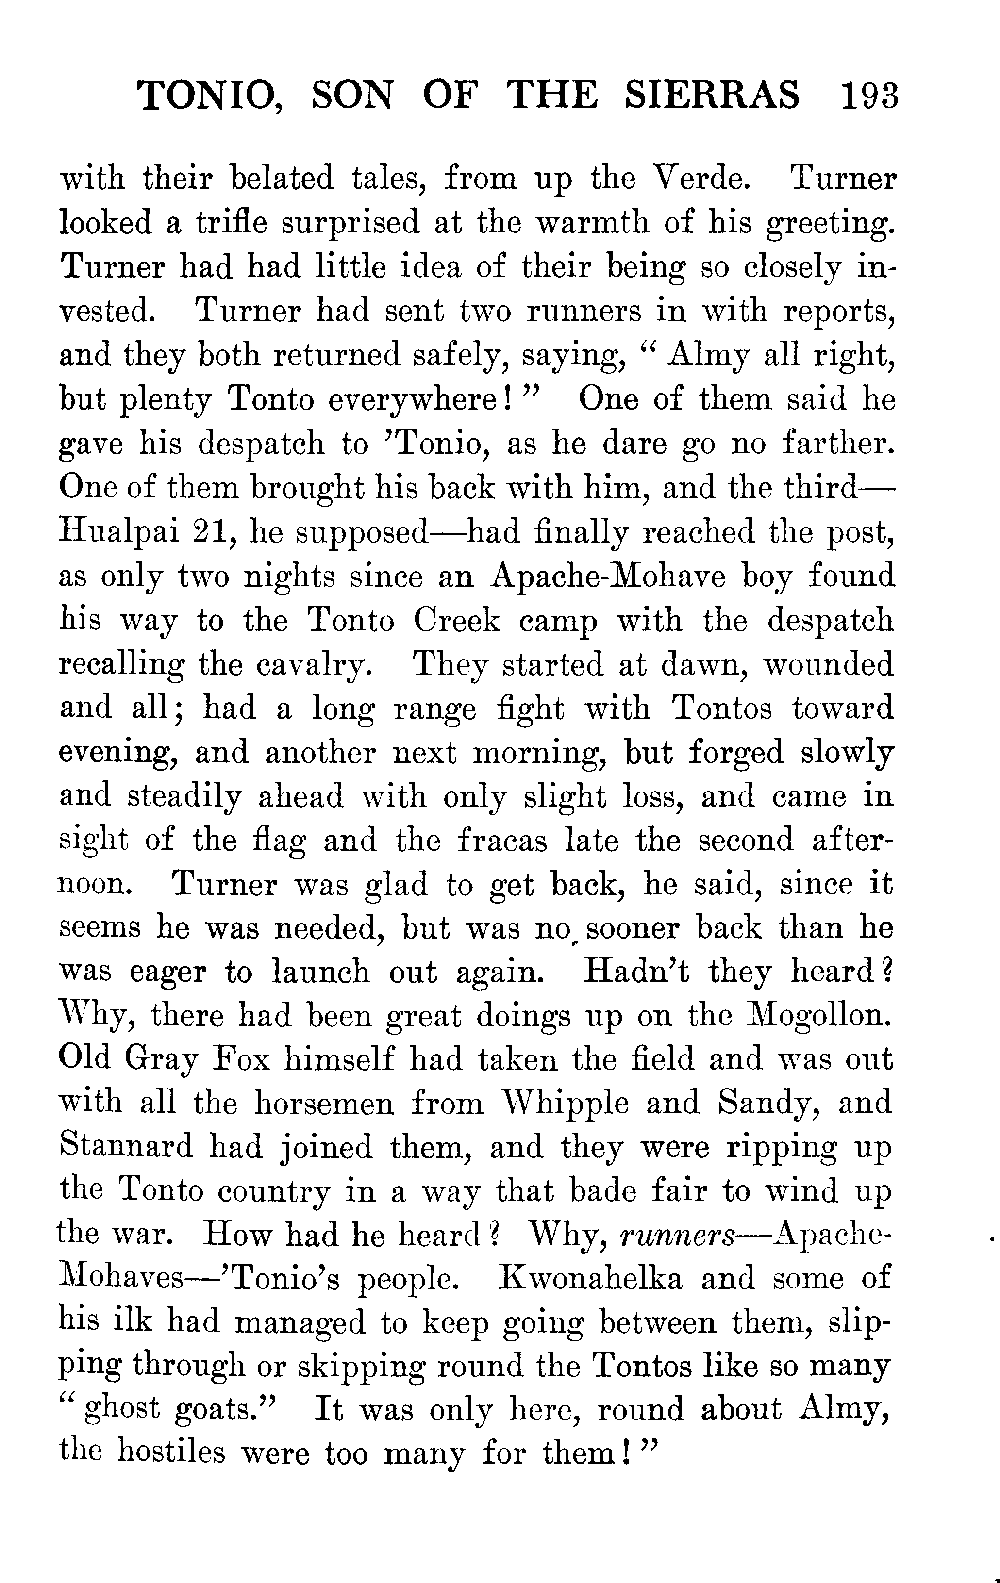 TONIO, SON OF THE SIERRAS 193
with their belated tales, from up the Verde. Turner
looked a trifle surprised at the warmth of his greeting.
Turner had had little idea of their being so closely in-
vested. Turner had sent two runners in with reports,
and they both returned safely, saying, “ Almy all right,
but plenty Tonto everywhere! ” One of them said he
gave his despatch to ’Tonio, as he dare go no farther.
One of them brought his back with him, and the third—
Hualpai 21, he supposed—had finally reached the post,
as only two nights since an Apache-Mohave boy found
his way to the Tonto Creek camp with the despatch
recalling the cavalry. They started at dawn, wounded
and all; had a long range fight with Tontos toward
evening, and another next morning, but forged slowly
and steadily ahead with only slight loss, and came in
sight of the flag and the fracas late the second after-
noon. Turner was glad to get back, he said, since it
seems he was needed, but was no sooner back than he
was eager to launch out again. Hadn’t they heard?
Why, there had been great doings up on the Mogollon.
Old Gray Fox himself had taken the field and was out
with all the horsemen from Whipple and Sandy, and
Stannard had joined them, and they were ripping up
the Tonto country in a way that bade fair to wind up
the war. How had he heard? Why, runners—Apache-
Mohaves—’Tonio’s people. Kwonahelka and some of
his ilk had managed to keep going between them, slip-
ping through or skipping round the Tontos like so many
“ ghost goats.” It was only here, round about Almy,
the hostiles were too many for them! ”